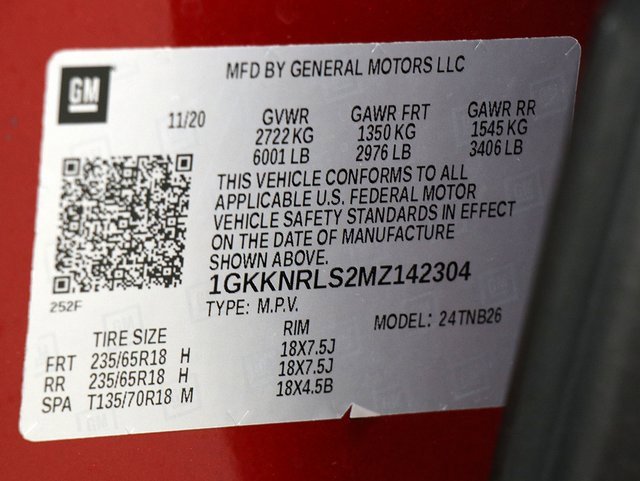 GM
MFD BY GENERAL MOTORS LLC
11/20 GVWR GAWR FRT GAWR RR
2722 KG 1350 KG 1545 KG
6001 LB 2976 LB 3406 LB
THIS VEHICLE CONFORMS TO ALL
APPLICABLE U.S. FEDERAL MOTOR
VEHICLE SAFETY STANDARDS IN EFFECT
ON THE DATE OF MANUFACTURE
SHOWN ABOVE.
1GKKNRLS2MZ142304
252F
TYPE: M.P.V.
MODEL: 24TNB26
TIRE SIZE RIM
FRT 235/65R18 H 18X7.5J
RR 235/65R18 H 18X7.5J
SPA T135/70R18 M 18X4.5B